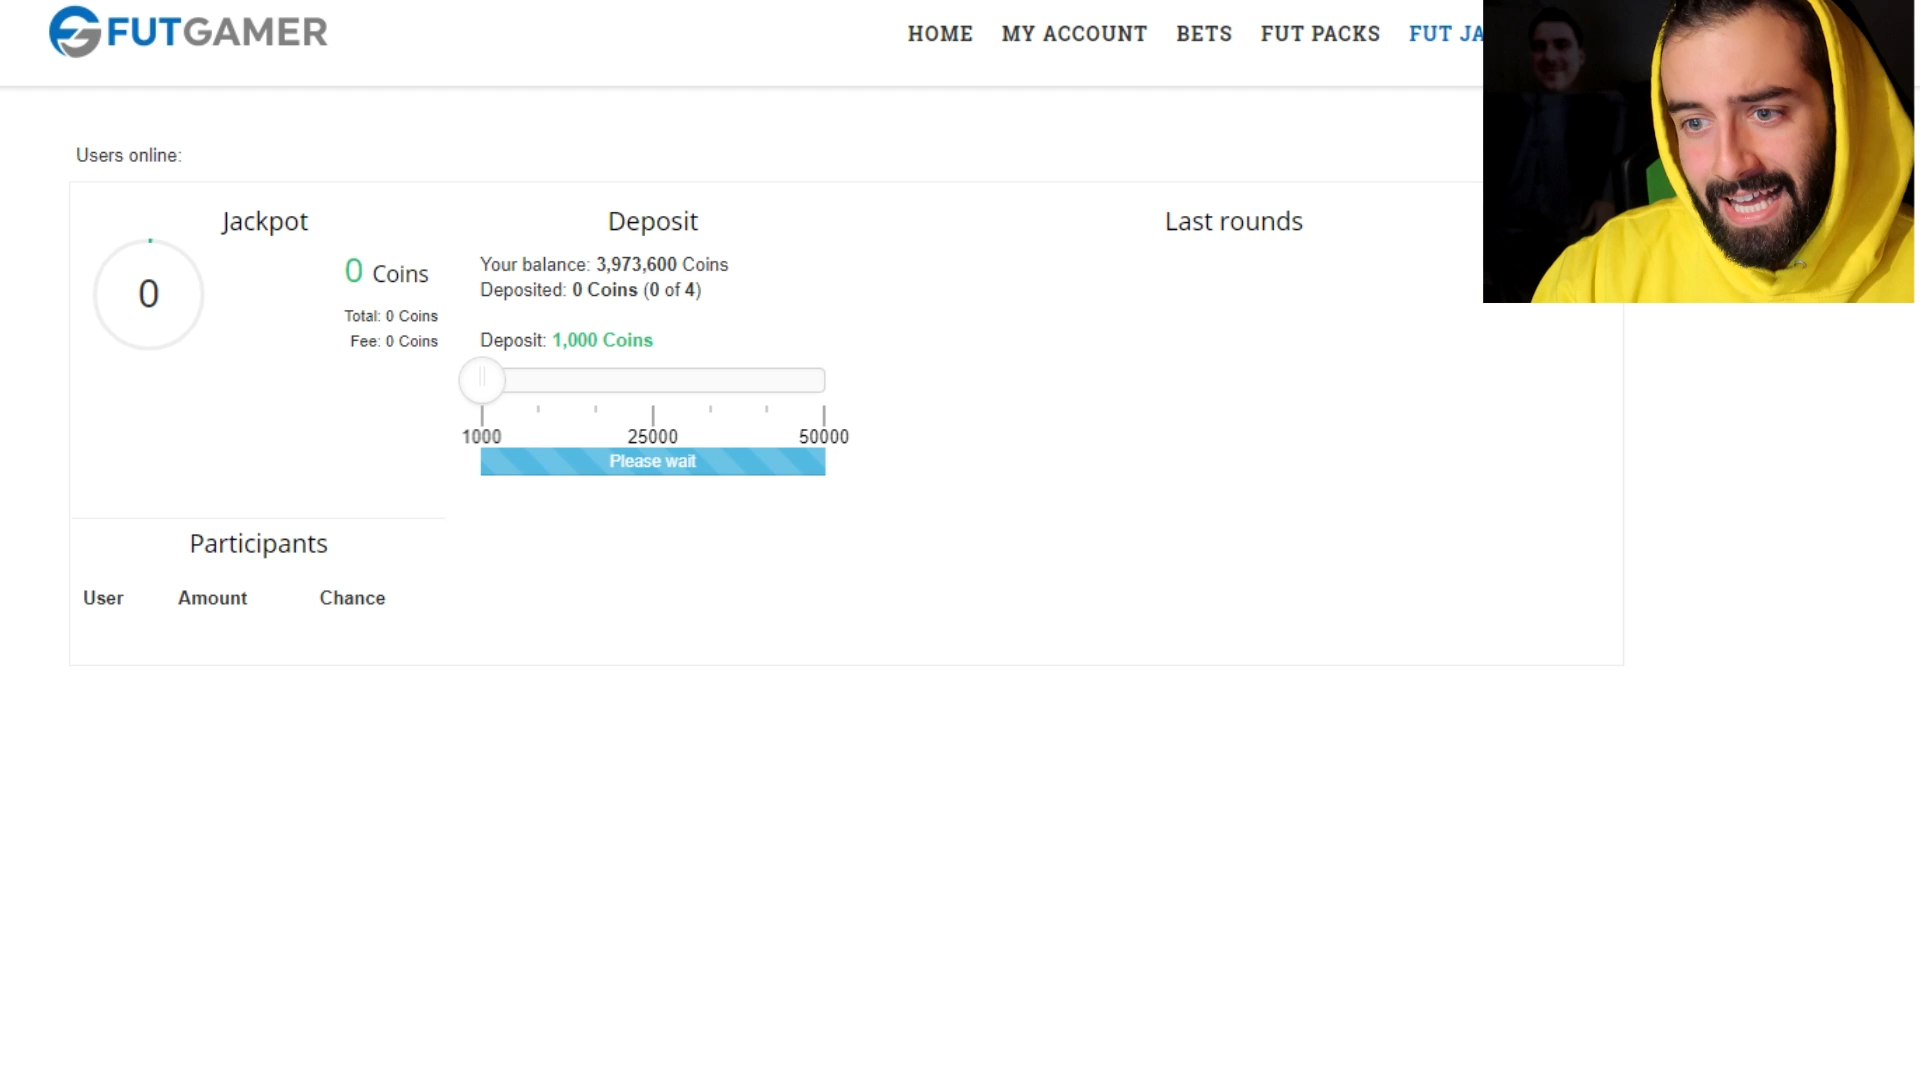 FUTGAMER
HOME MY ACCOUNT BETS FUT PACKS FUT JA
Users online:
Jackpot
0
0 Coins
Total: 0 Coins
Fee: 0 Coins
Deposit
Your balance: 3,973,600 Coins
Deposited: 0 Coins (0 of 4)
Deposit: 1,000 Coins
1000 25000 50000
Please wait
Last rounds
Participants
User Amount Chance